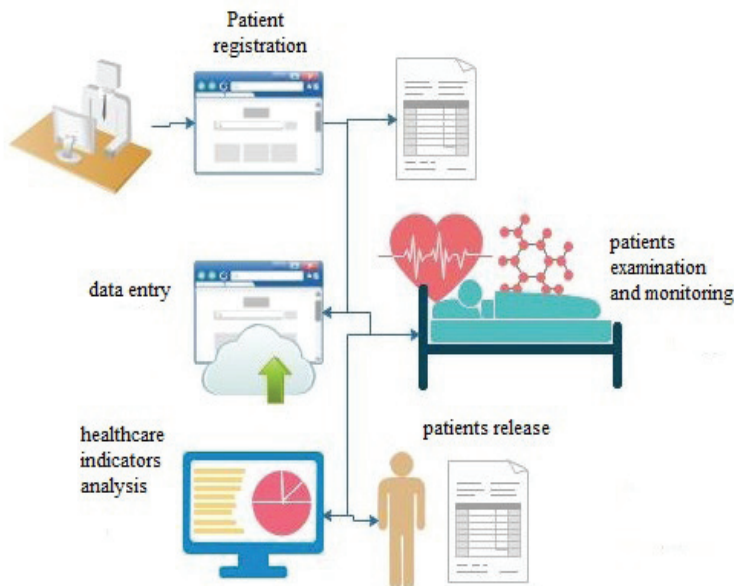 Patient
registration
data entry
patients
examination
and monitoring
healthcare
indicators
analysis
patients release